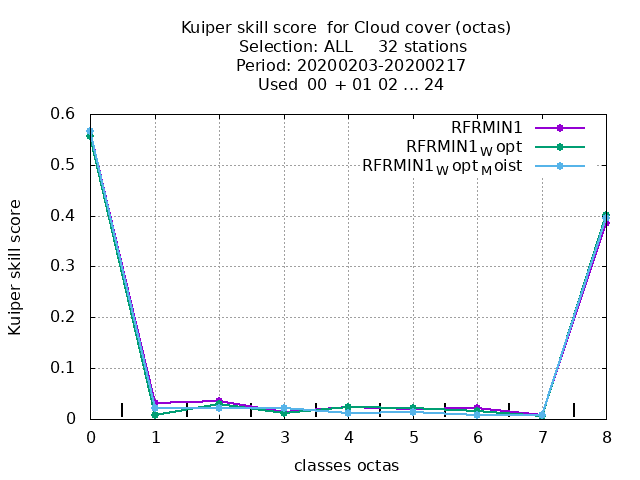 Kuiper skill score for Cloud cover (octas)
Selection: ALL 32 stations
Period: 20200203-20200217
Used 00 + 01 02 ... 24
RFRMIN1
RFRMIN1_W opt
RFRMIN1_W opt_M oist
Kuiper skill score
0.6
0.5
0.4
0.3
0.2
0.1
0
0 1 2 3 4 5 6 7 8
classes octas